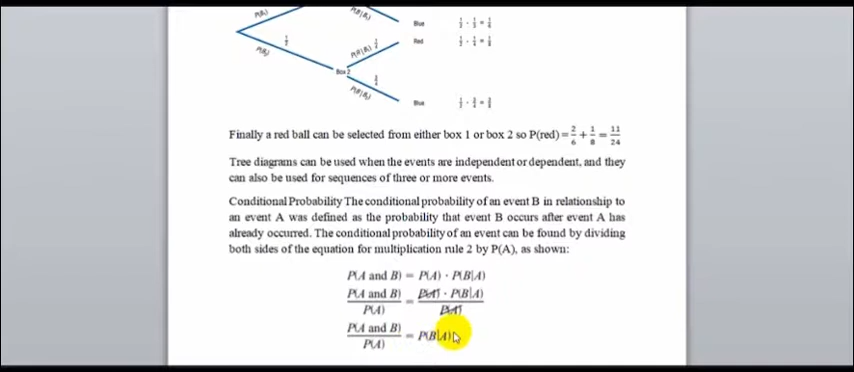 P(B₁)
P(B|B₁)
Blue 1/2 · 1/3 = 1/6
1/2
P(R|B₂) 1/4
Red 1/2 · 1/4 = 1/8
P(B₂)
Box 2
3/4
P(B|B₂)
Blue 1/2 · 3/4 = 3/8
Finally a red ball can be selected from either box 1 or box 2 so P(red) = 2/6 + 1/8 = 11/24
Tree diagrams can be used when the events are independent or dependent, and they
can also be used for sequences of three or more events.
Conditional Probability The conditional probability of an event B in relationship to
an event A was defined as the probability that event B occurs after event A has
already occurred. The conditional probability of an event can be found by dividing
both sides of the equation for multiplication rule 2 by P(A), as shown:
P(A and B) = P(A) · P(B|A)
P(A and B)/P(A) = P(A) · P(B|A)/P(A)
P(A and B)/P(A) = P(B|A)